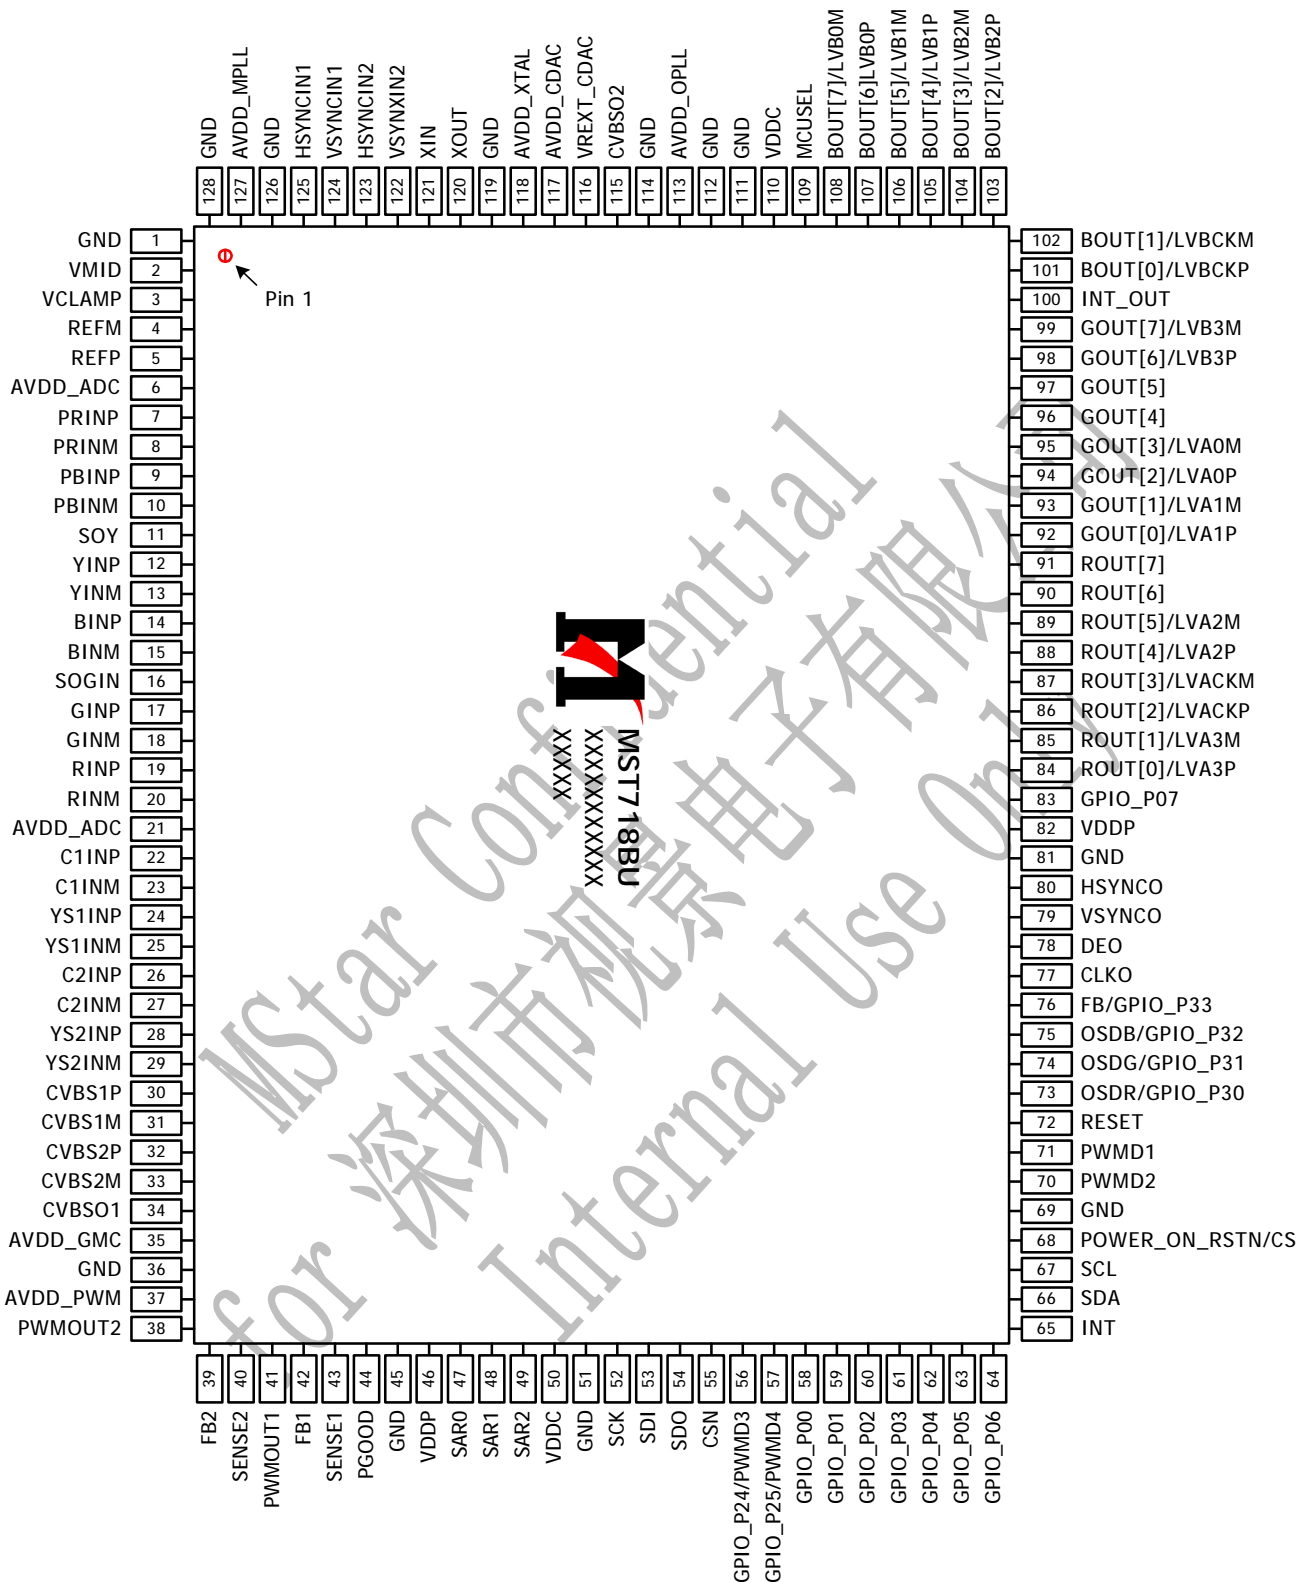 GND 128
AVDD_MPLL 127
GND 126
HSYNCIN1 125
VSYNCIN1 124
HSYNCIN2 123
VSYNXIN2 122
XIN 121
XOUT 120
GND 119
AVDD_XTAL 118
AVDD_CDAC 117
VREXT_CDAC 116
CVBSO2 115
GND 114
AVDD_OPLL 113
GND 112
GND 111
VDDC 110
MCUSEL 109
BOUT[7]/LVB0M 108
BOUT[6]LVB0P 107
BOUT[5]/LVB1M 106
BOUT[4]/LVB1P 105
BOUT[3]/LVB2M 104
BOUT[2]/LVB2P 103
GND 1
VMID 2
VCLAMP 3
REFM 4
REFP 5
AVDD_ADC 6
PRINP 7
PRINM 8
PBINP 9
PBINM 10
SOY 11
YINP 12
YINM 13
BINP 14
BINM 15
SOGIN 16
GINP 17
GINM 18
RINP 19
RINM 20
AVDD_ADC 21
C1INP 22
C1INM 23
YS1INP 24
YS1INM 25
C2INP 26
C2INM 27
YS2INP 28
YS2INM 29
CVBS1P 30
CVBS1M 31
CVBS2P 32
CVBS2M 33
CVBSO1 34
AVDD_GMC 35
GND 36
AVDD_PWM 37
PWMOUT2 38
Pin 1
MST718BU
XXXXXXXXXXX
XXXXX
MStar Confidential
for 深圳市视景电子有限公司
Internal Use Only
102 BOUT[1]/LVBCKM
101 BOUT[0]/LVBCKP
100 INT_OUT
99 GOUT[7]/LVB3M
98 GOUT[6]/LVB3P
97 GOUT[5]
96 GOUT[4]
95 GOUT[3]/LVA0M
94 GOUT[2]/LVA0P
93 GOUT[1]/LVA1M
92 GOUT[0]/LVA1P
91 ROUT[7]
90 ROUT[6]
89 ROUT[5]/LVA2M
88 ROUT[4]/LVA2P
87 ROUT[3]/LVACKM
86 ROUT[2]/LVACKP
85 ROUT[1]/LVA3M
84 ROUT[0]/LVA3P
83 GPIO_P07
82 VDDP
81 GND
80 HSYNCO
79 VSYNCO
78 DEO
77 CLKO
76 FB/GPIO_P33
75 OSDB/GPIO_P32
74 OSDG/GPIO_P31
73 OSDR/GPIO_P30
72 RESET
71 PWMD1
70 PWMD2
69 GND
68 POWER_ON_RSTN/CS
67 SCL
66 SDA
65 INT
39 FB2
40 SENSE2
41 PWMOUT1
42 FB1
43 SENSE1
44 PGOOD
45 GND
46 VDDP
47 SAR0
48 SAR1
49 SAR2
50 VDDC
51 GND
52 SCK
53 SDI
54 SDO
55 CSN
56 GPIO_P24/PWMD3
57 GPIO_P25/PWMD4
58 GPIO_P00
59 GPIO_P01
60 GPIO_P02
61 GPIO_P03
62 GPIO_P04
63 GPIO_P05
64 GPIO_P06